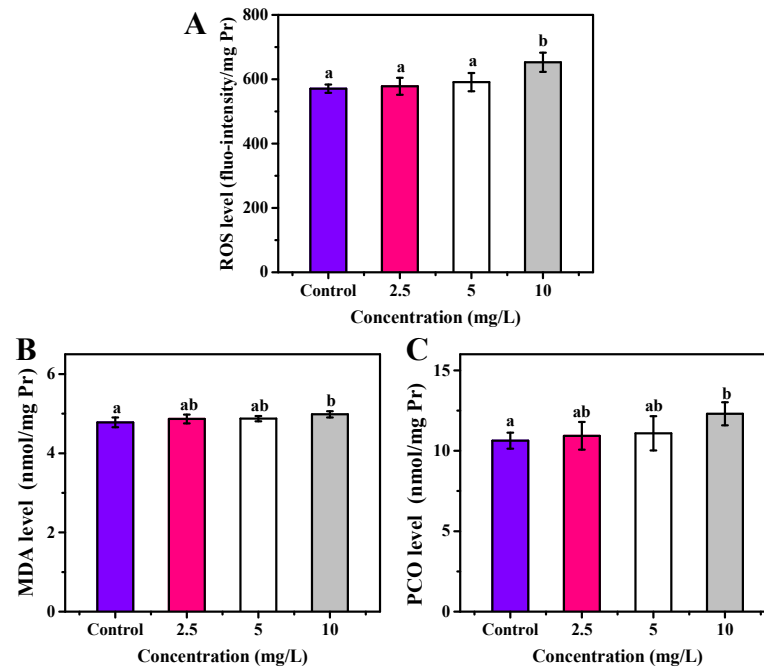 A
ROS level (fluo-intensity/mg Pr)
800
600
400
200
0
a
a
a
b
Control
2.5
5
10
Concentration (mg/L)
B
MDA level (nmol/mg Pr)
6
4
2
0
a
ab
ab
b
Control
2.5
5
10
Concentration (mg/L)
C
PCO level (nmol/mg Pr)
15
10
5
0
a
ab
ab
b
Control
2.5
5
10
Concentration (mg/L)